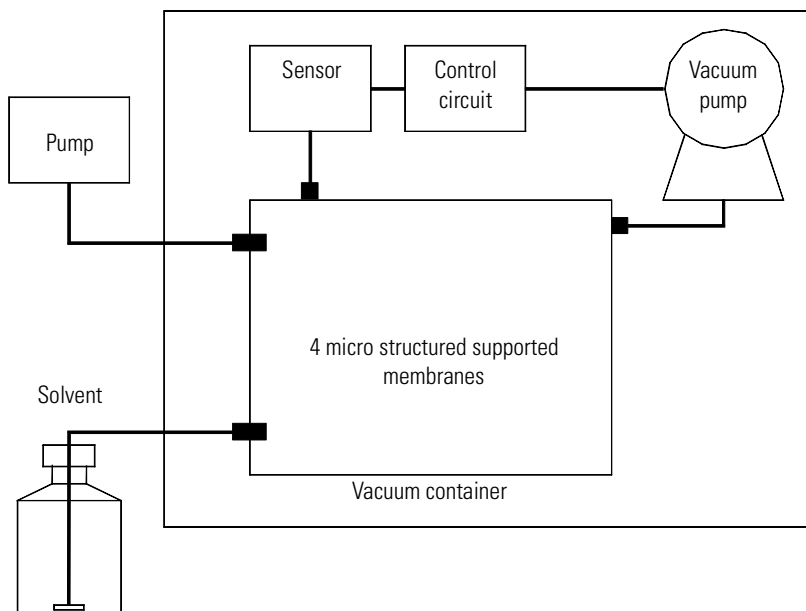 Sensor
Control
circuit
Vacuum
pump
Pump
4 micro structured supported
membranes
Solvent
Vacuum container